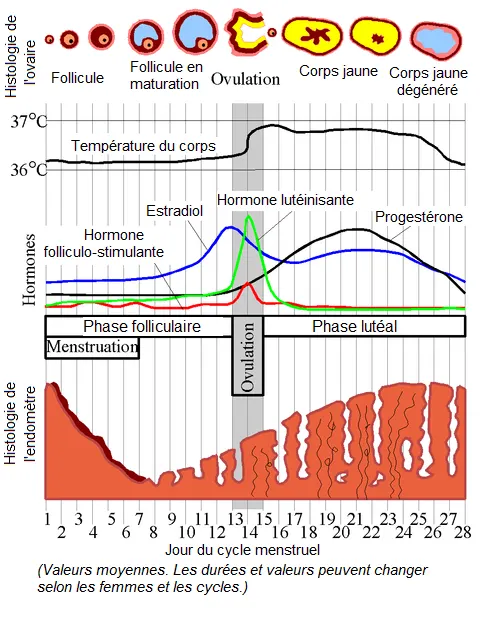 Histologie de
l'ovaire
Follicule
Follicule en
maturation
Ovulation
Corps jaune
Corps jaune
dégénéré
37°C
Température du corps
36°C
Hormones
Estradiol
Hormone lutéinisante
Progestérone
Hormone
folliculo-stimulante
Phase folliculaire
Phase lutéal
Menstruation
Ovulation
Histologie de
l'endomètre
1 3 5 7 9 11 13 15 17 19 21 23 25 27
2 4 6 8 10 12 14 16 18 20 22 24 26 28
Jour du cycle menstruel
(Valeurs moyennes. Les durées et valeurs peuvent changer
selon les femmes et les cycles.)